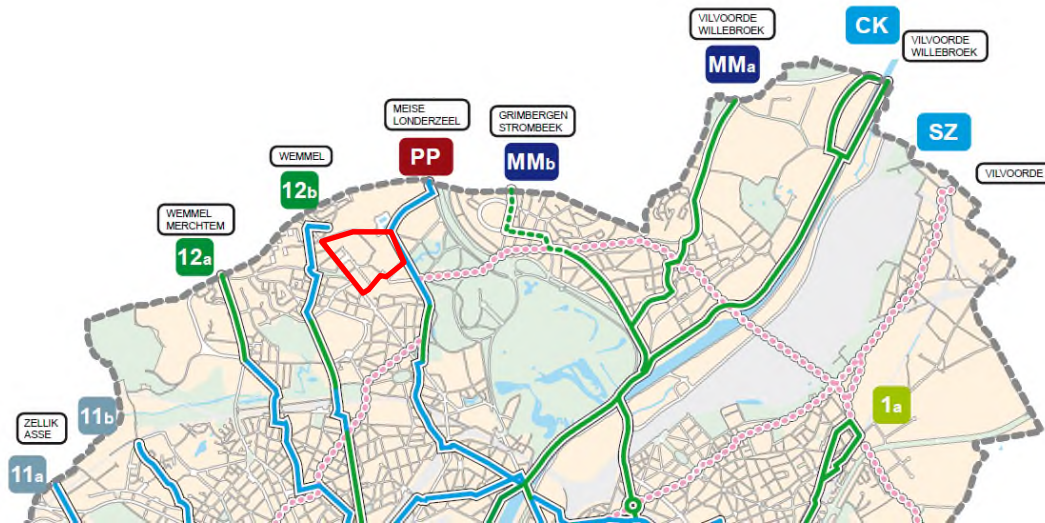 VILVOORDE
WILLEBROEK
CK
MMa
VILVOORDE
WILLEBROEK
MEISE
LONDERZEEL
GRIMBERGEN
STROMBEEK
SZ
WEMMEL
PP
MMb
VILVOORDE
12b
WEMMEL
MERCHTEM
12a
11b
1a
ZELLIK
ASSE
11a